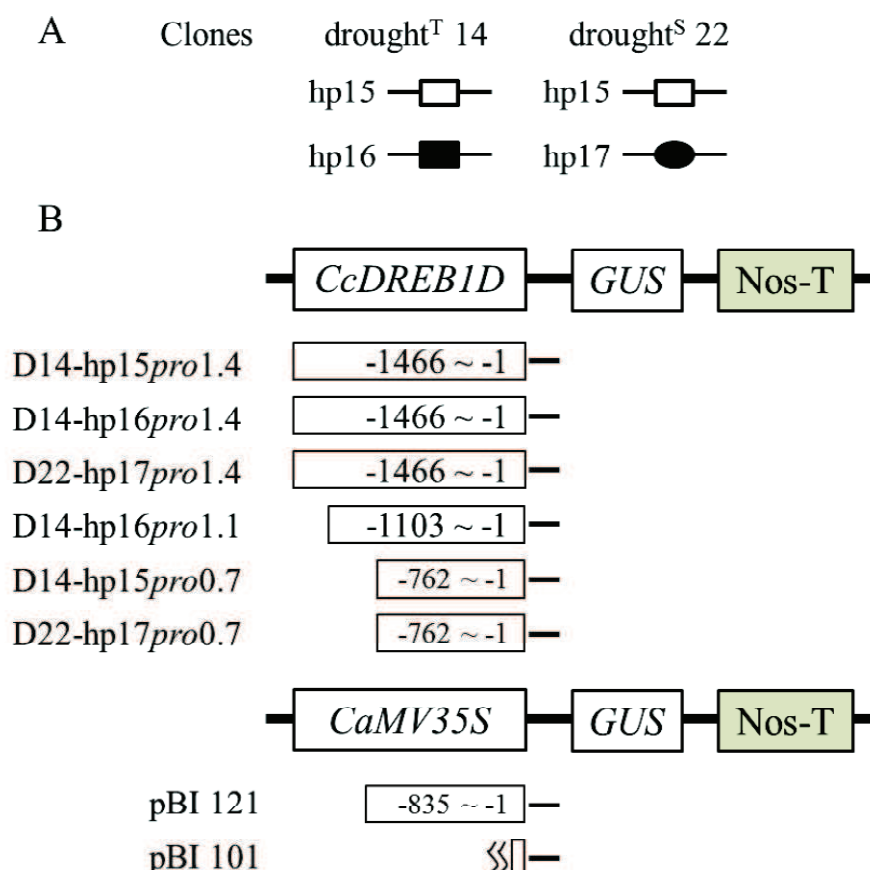 A Clones drought^T 14 drought^S 22
hp15 hp15
hp16 hp17
B
CcDREB1D GUS Nos-T
D14-hp15pro1.4 -1466 ~ -1
D14-hp16pro1.4 -1466 ~ -1
D22-hp17pro1.4 -1466 ~ -1
D14-hp16pro1.1 -1103 ~ -1
D14-hp15pro0.7 -762 ~ -1
D22-hp17pro0.7 -762 ~ -1
CaMV35S GUS Nos-T
pBI 121 -835 ~ -1
pBI 101